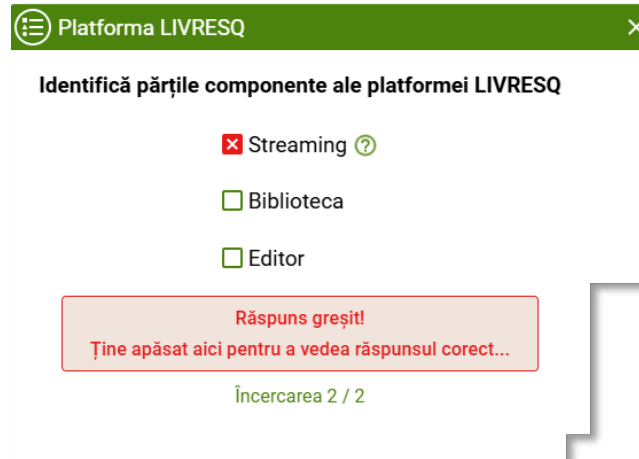 Platforma LIVRESQ
Identifică părțile componente ale platformei LIVRESQ
Streaming
Biblioteca
Editor
Răspuns greșit!
Ține apăsat aici pentru a vedea răspunsul corect...
Încercarea 2 / 2